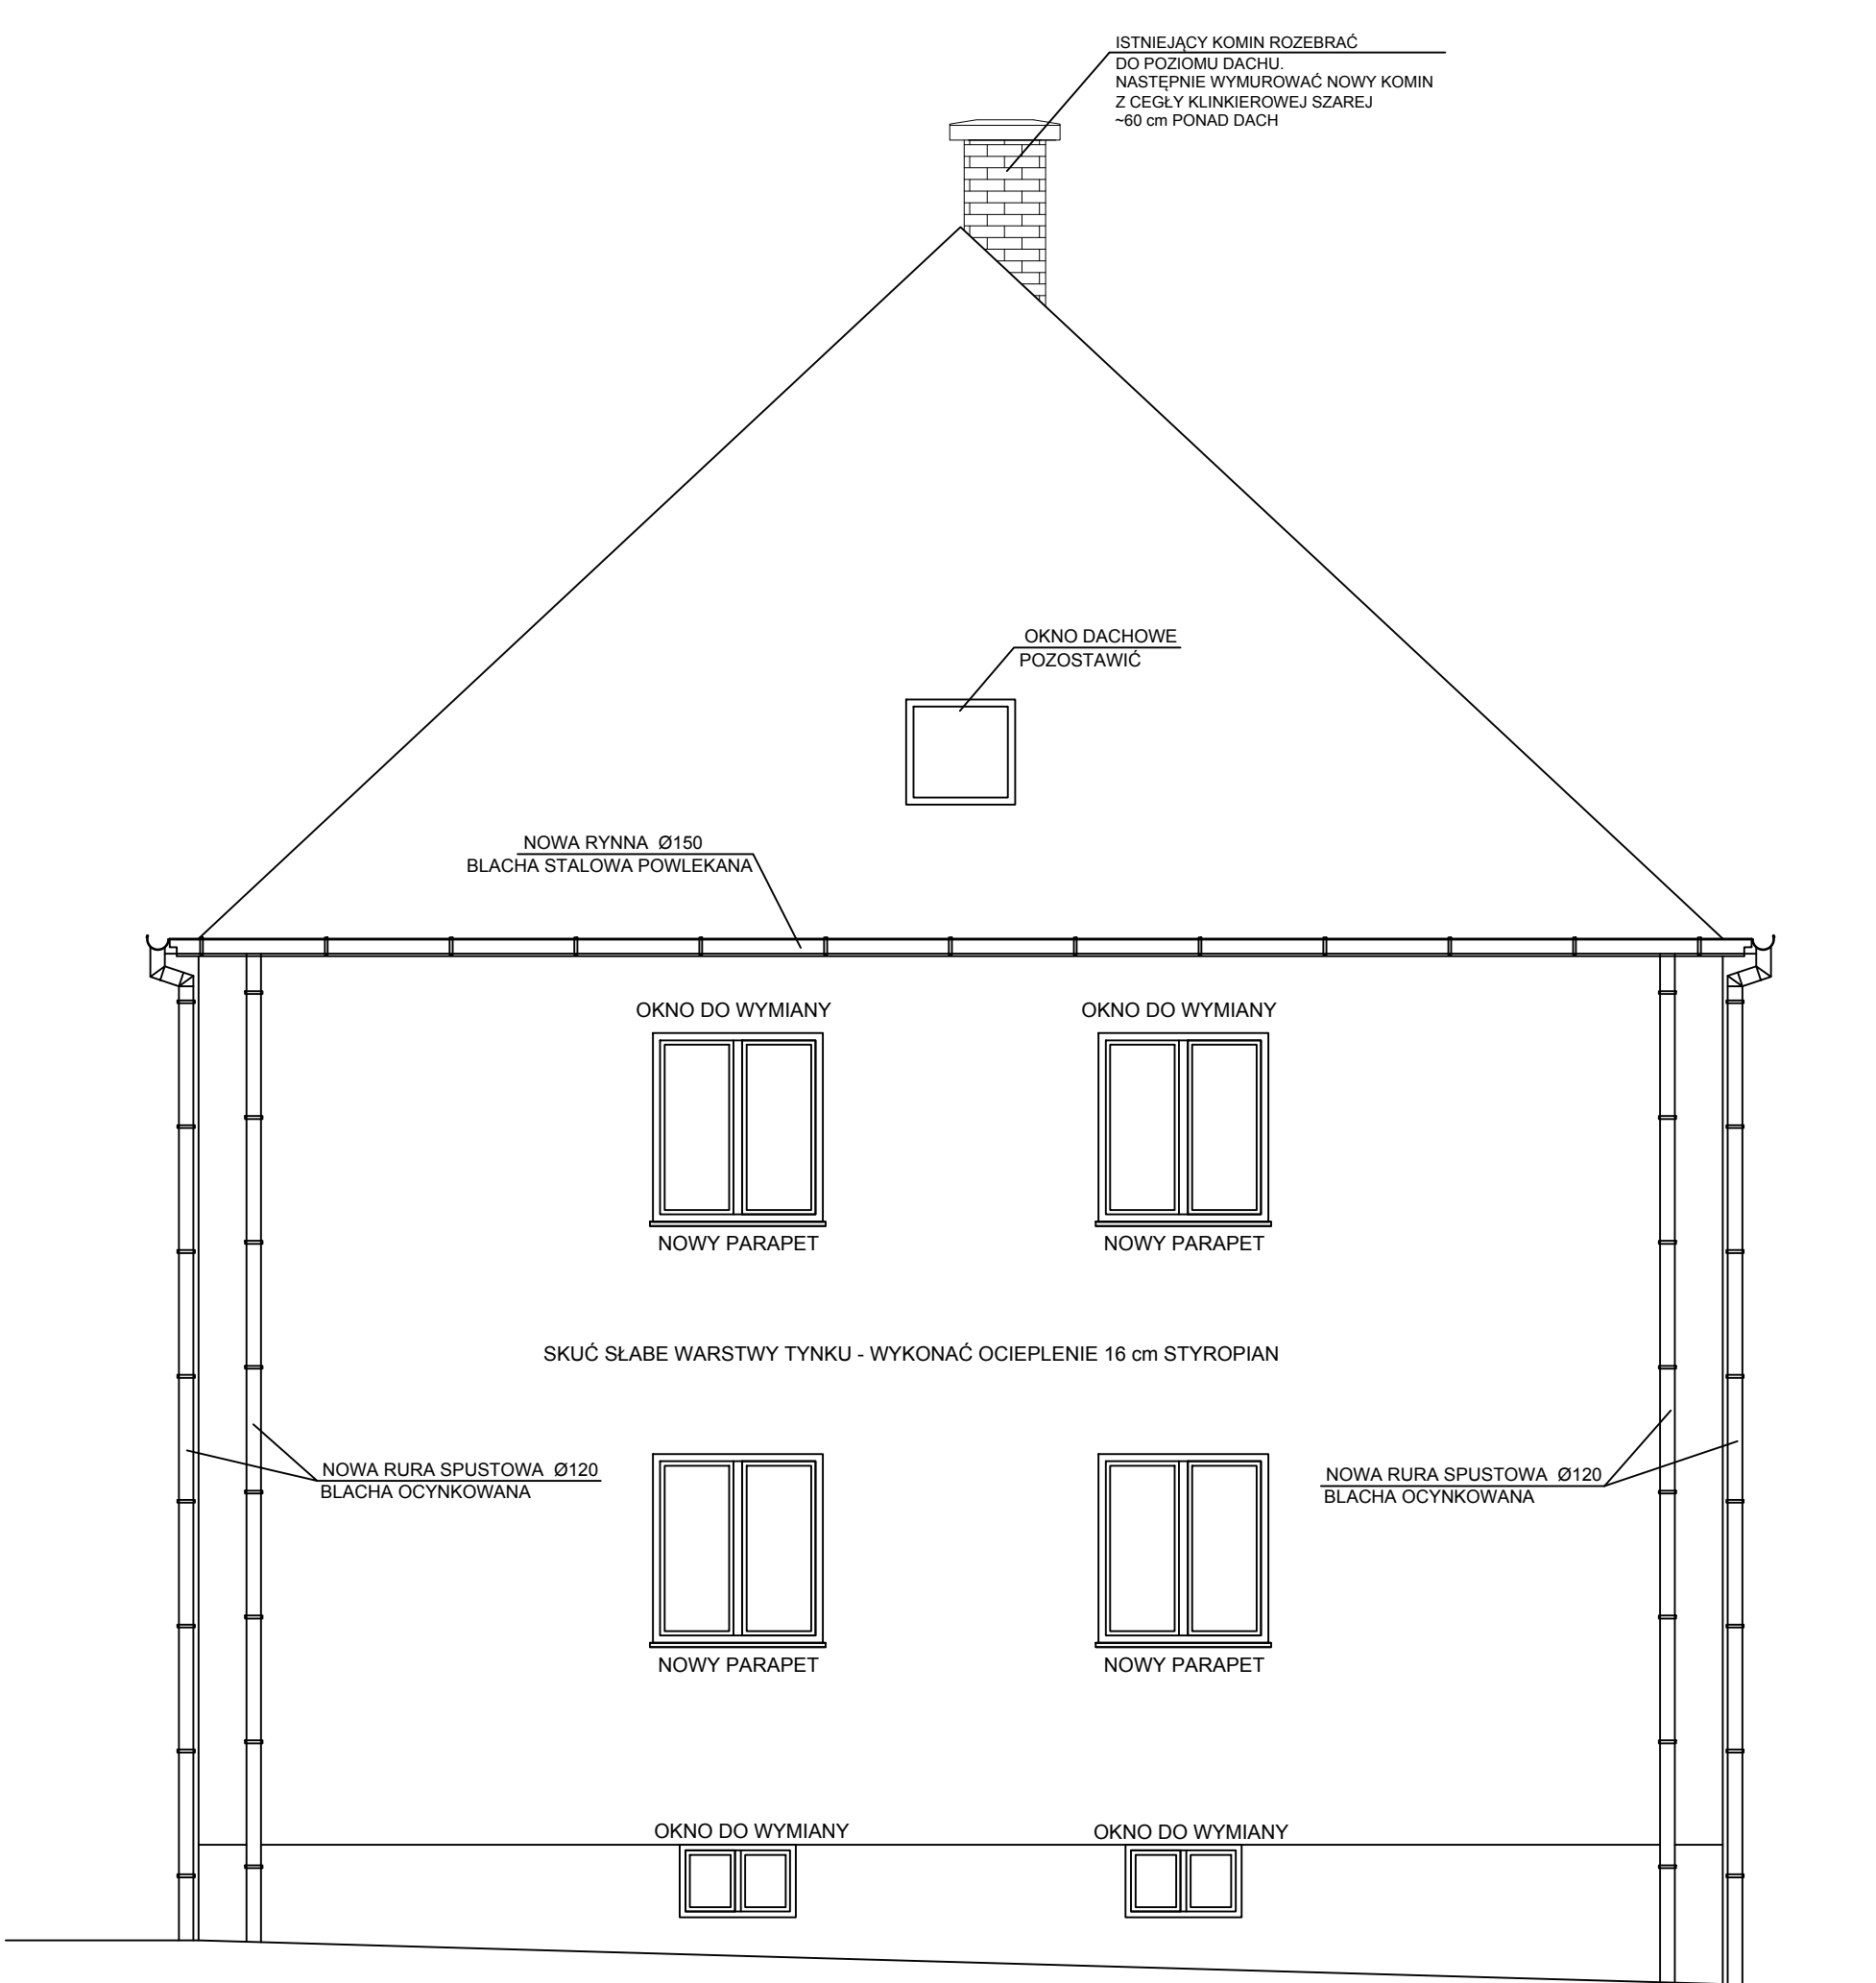 ISTNIEJĄCY KOMIN ROZEBRAĆ
DO POZIOMU DACHU.
NASTĘPNIE WYMUROWAĆ NOWY KOMIN
Z CEGŁY KLINKIEROWEJ SZAREJ
~60 cm PONAD DACH
OKNO DACHOWE
POZOSTAWIĆ
NOWA RYNNA Ø150
BLACHA STALOWA POWLEKANA
OKNO DO WYMIANY
OKNO DO WYMIANY
NOWY PARAPET
NOWY PARAPET
SKUĆ SŁABE WARSTWY TYNKU - WYKONAĆ OCIEPLENIE 16 cm STYROPIAN
NOWA RURA SPUSTOWA Ø120
BLACHA OCYNKOWANA
NOWA RURA SPUSTOWA Ø120
BLACHA OCYNKOWANA
NOWY PARAPET
NOWY PARAPET
OKNO DO WYMIANY
OKNO DO WYMIANY